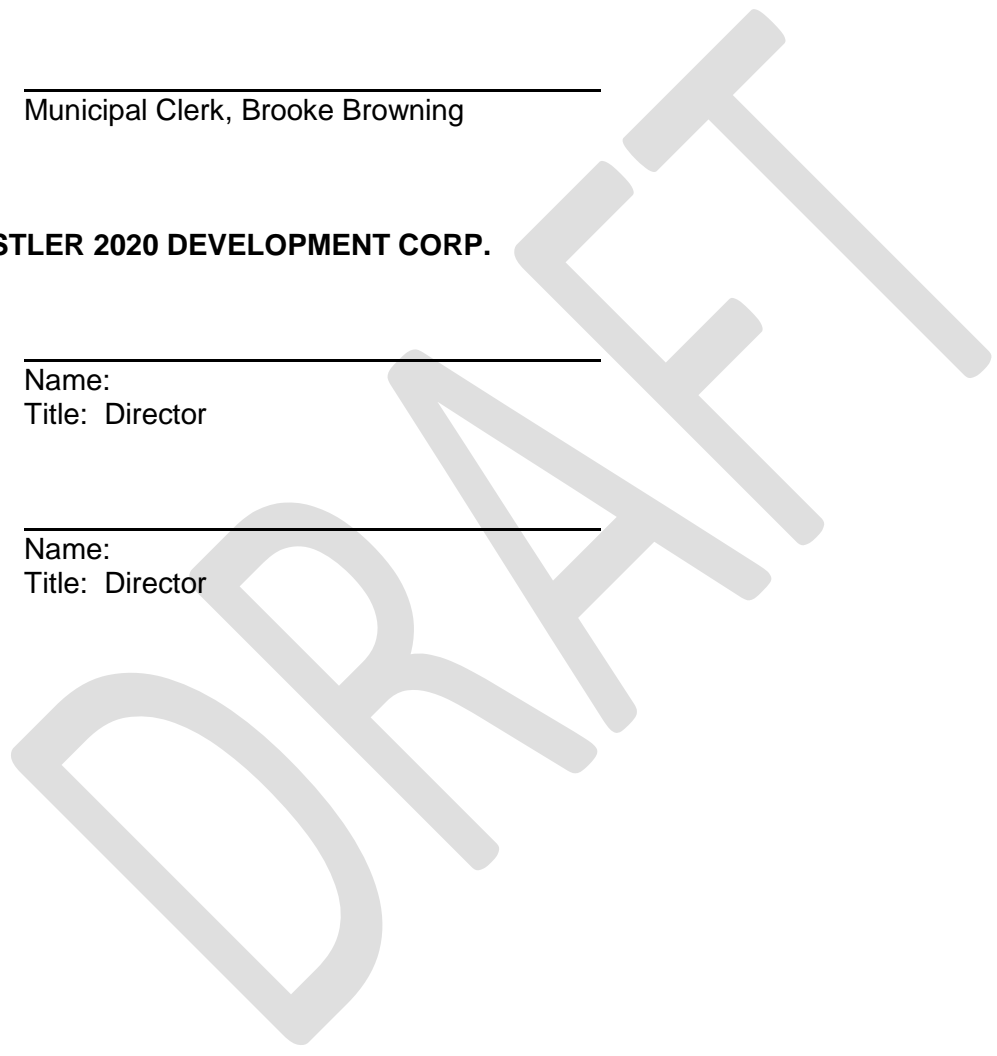 Municipal Clerk, Brooke Browning
STLER 2020 DEVELOPMENT CORP.
Name:
Title: Director
Name:
Title: Director
DRAFT